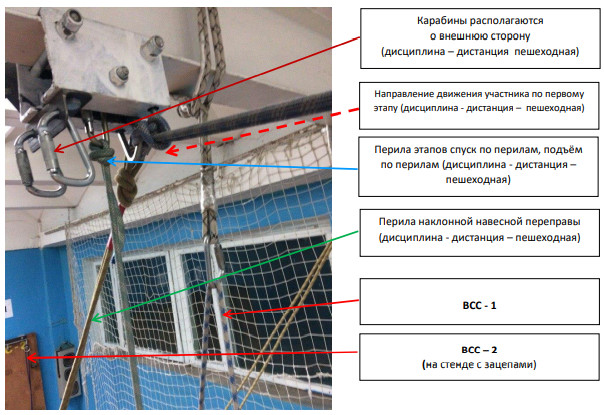 Карабины располагаются
о внешнюю сторону
(дисциплина – дистанция пешеходная)
Направление движения участника по первому
этапу (дисциплина - дистанция – пешеходная)
Перила этапов спуск по перилам, подъём
по перилам (дисциплина - дистанция –
пешеходная)
Перила наклонной навесной переправы
(дисциплина - дистанция – пешеходная)
ВСС - 1
ВСС – 2
(на стенде с зацепами)